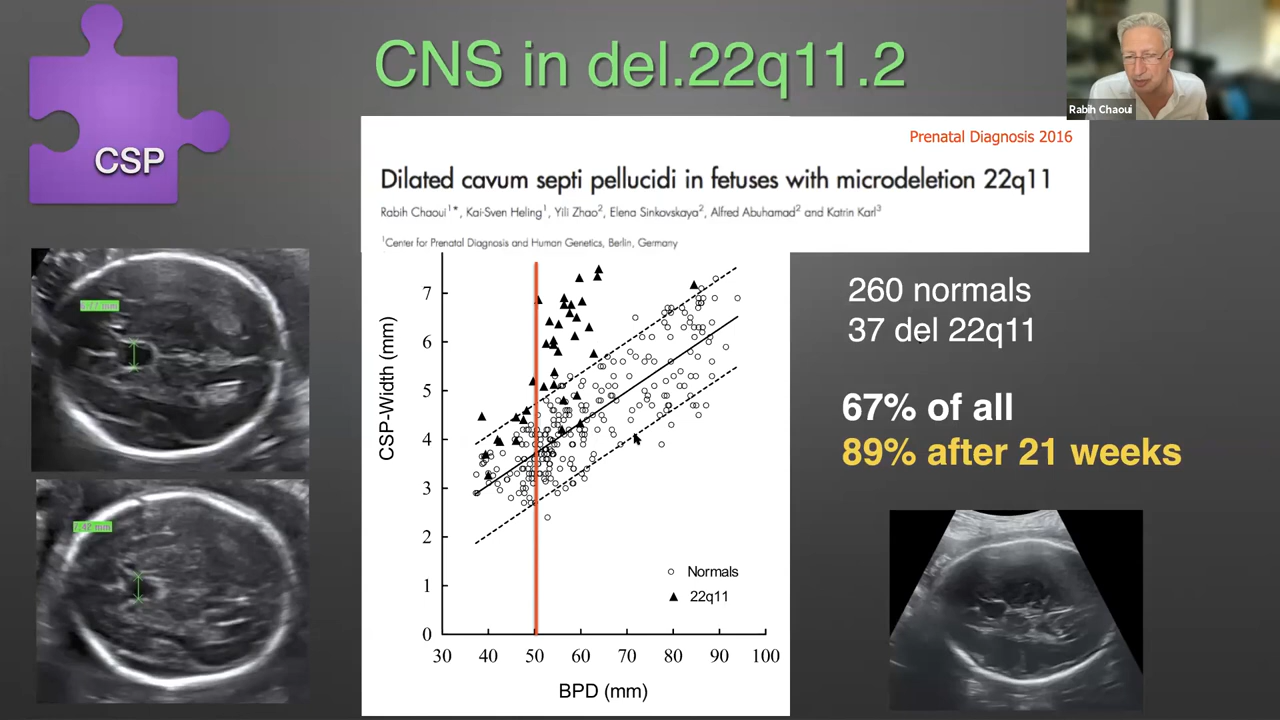 CNS in del.22q11.2
Rabih Chaoui
CSP
Prenatal Diagnosis 2016
Dilated cavum septi pellucidi in fetuses with microdeletion 22q11
Rabih Chaoui1*, Kai-Sven Heling1, Yili Zhao2, Elena Sinkovskaya2, Alfred Abuhamad2 and Katrin Karl3
1Center for Prenatal Diagnosis and Human Genetics, Berlin, Germany
CSP-Width (mm)
7
6
5
4
3
2
1
0
30 40 50 60 70 80 90 100
BPD (mm)
Normals
22q11
260 normals
37 del 22q11
67% of all
89% after 21 weeks
mm
mm